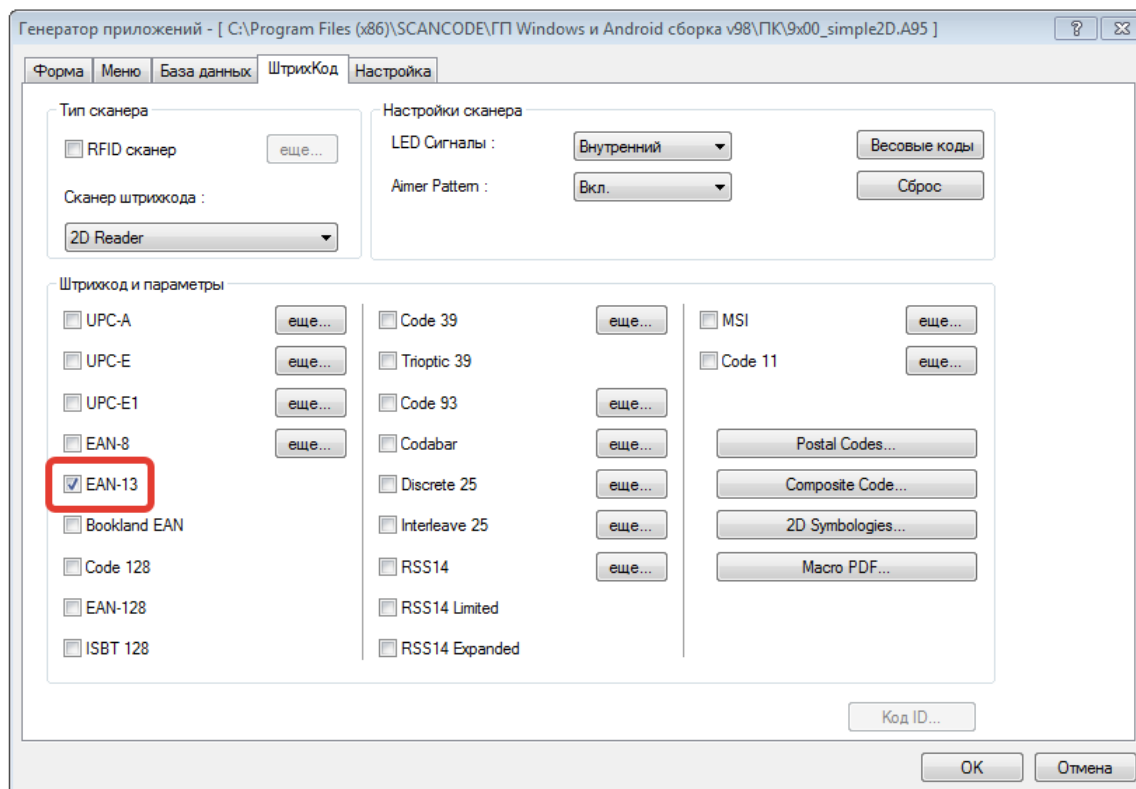 Генератор приложений - [ C:\Program Files (x86)\SCANCODE\ГП Windows и Android сборка v98\ПК\9x00_simple2D.A95 ]
Форма Меню База данных ШтрихКод Настройка
Тип сканера
RFID сканер еще...
Сканер штрихкода :
2D Reader
Настройки сканера
LED Сигналы : Внутренний Весовые коды
Aimer Pattern : Вкл. Сброс
Штрихкод и параметры
UPC-A еще... Code 39 еще... MSI еще...
UPC-E еще... Trioptic 39 Code 11 еще...
UPC-E1 еще... Code 93 еще...
EAN-8 еще... Codabar еще... Postal Codes...
EAN-13 Discrete 25 еще... Composite Code...
Bookland EAN Interleave 25 еще... 2D Symbologies...
Code 128 RSS14 еще... Macro PDF...
EAN-128 RSS14 Limited
ISBT 128 RSS14 Expanded
Код ID...
OK Отмена